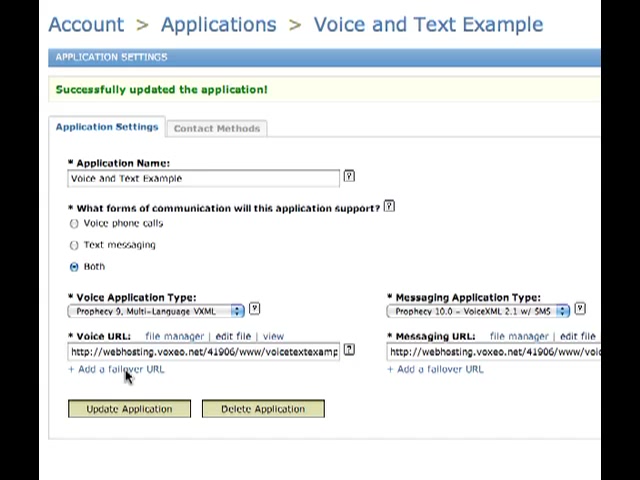 Account > Applications > Voice and Text Example
APPLICATION SETTINGS
Successfully updated the application!
Application Settings
Contact Methods
* Application Name:
Voice and Text Example
?
* What forms of communication will this application support? ?
Voice phone calls
Text messaging
Both
* Voice Application Type:
* Messaging Application Type:
Prophecy 9, Multi-Language VXML
?
Prophecy 10.0 - VoiceXML 2.1 w/ SMS
?
* Voice URL: file manager | edit file | view
* Messaging URL: file manager | edit file
http://webhosting.voxeo.net/41906/www/voicetextexamp
?
http://webhosting.voxeo.net/41906/www/voic
+ Add a failover URL
+ Add a failover URL
Update Application
Delete Application